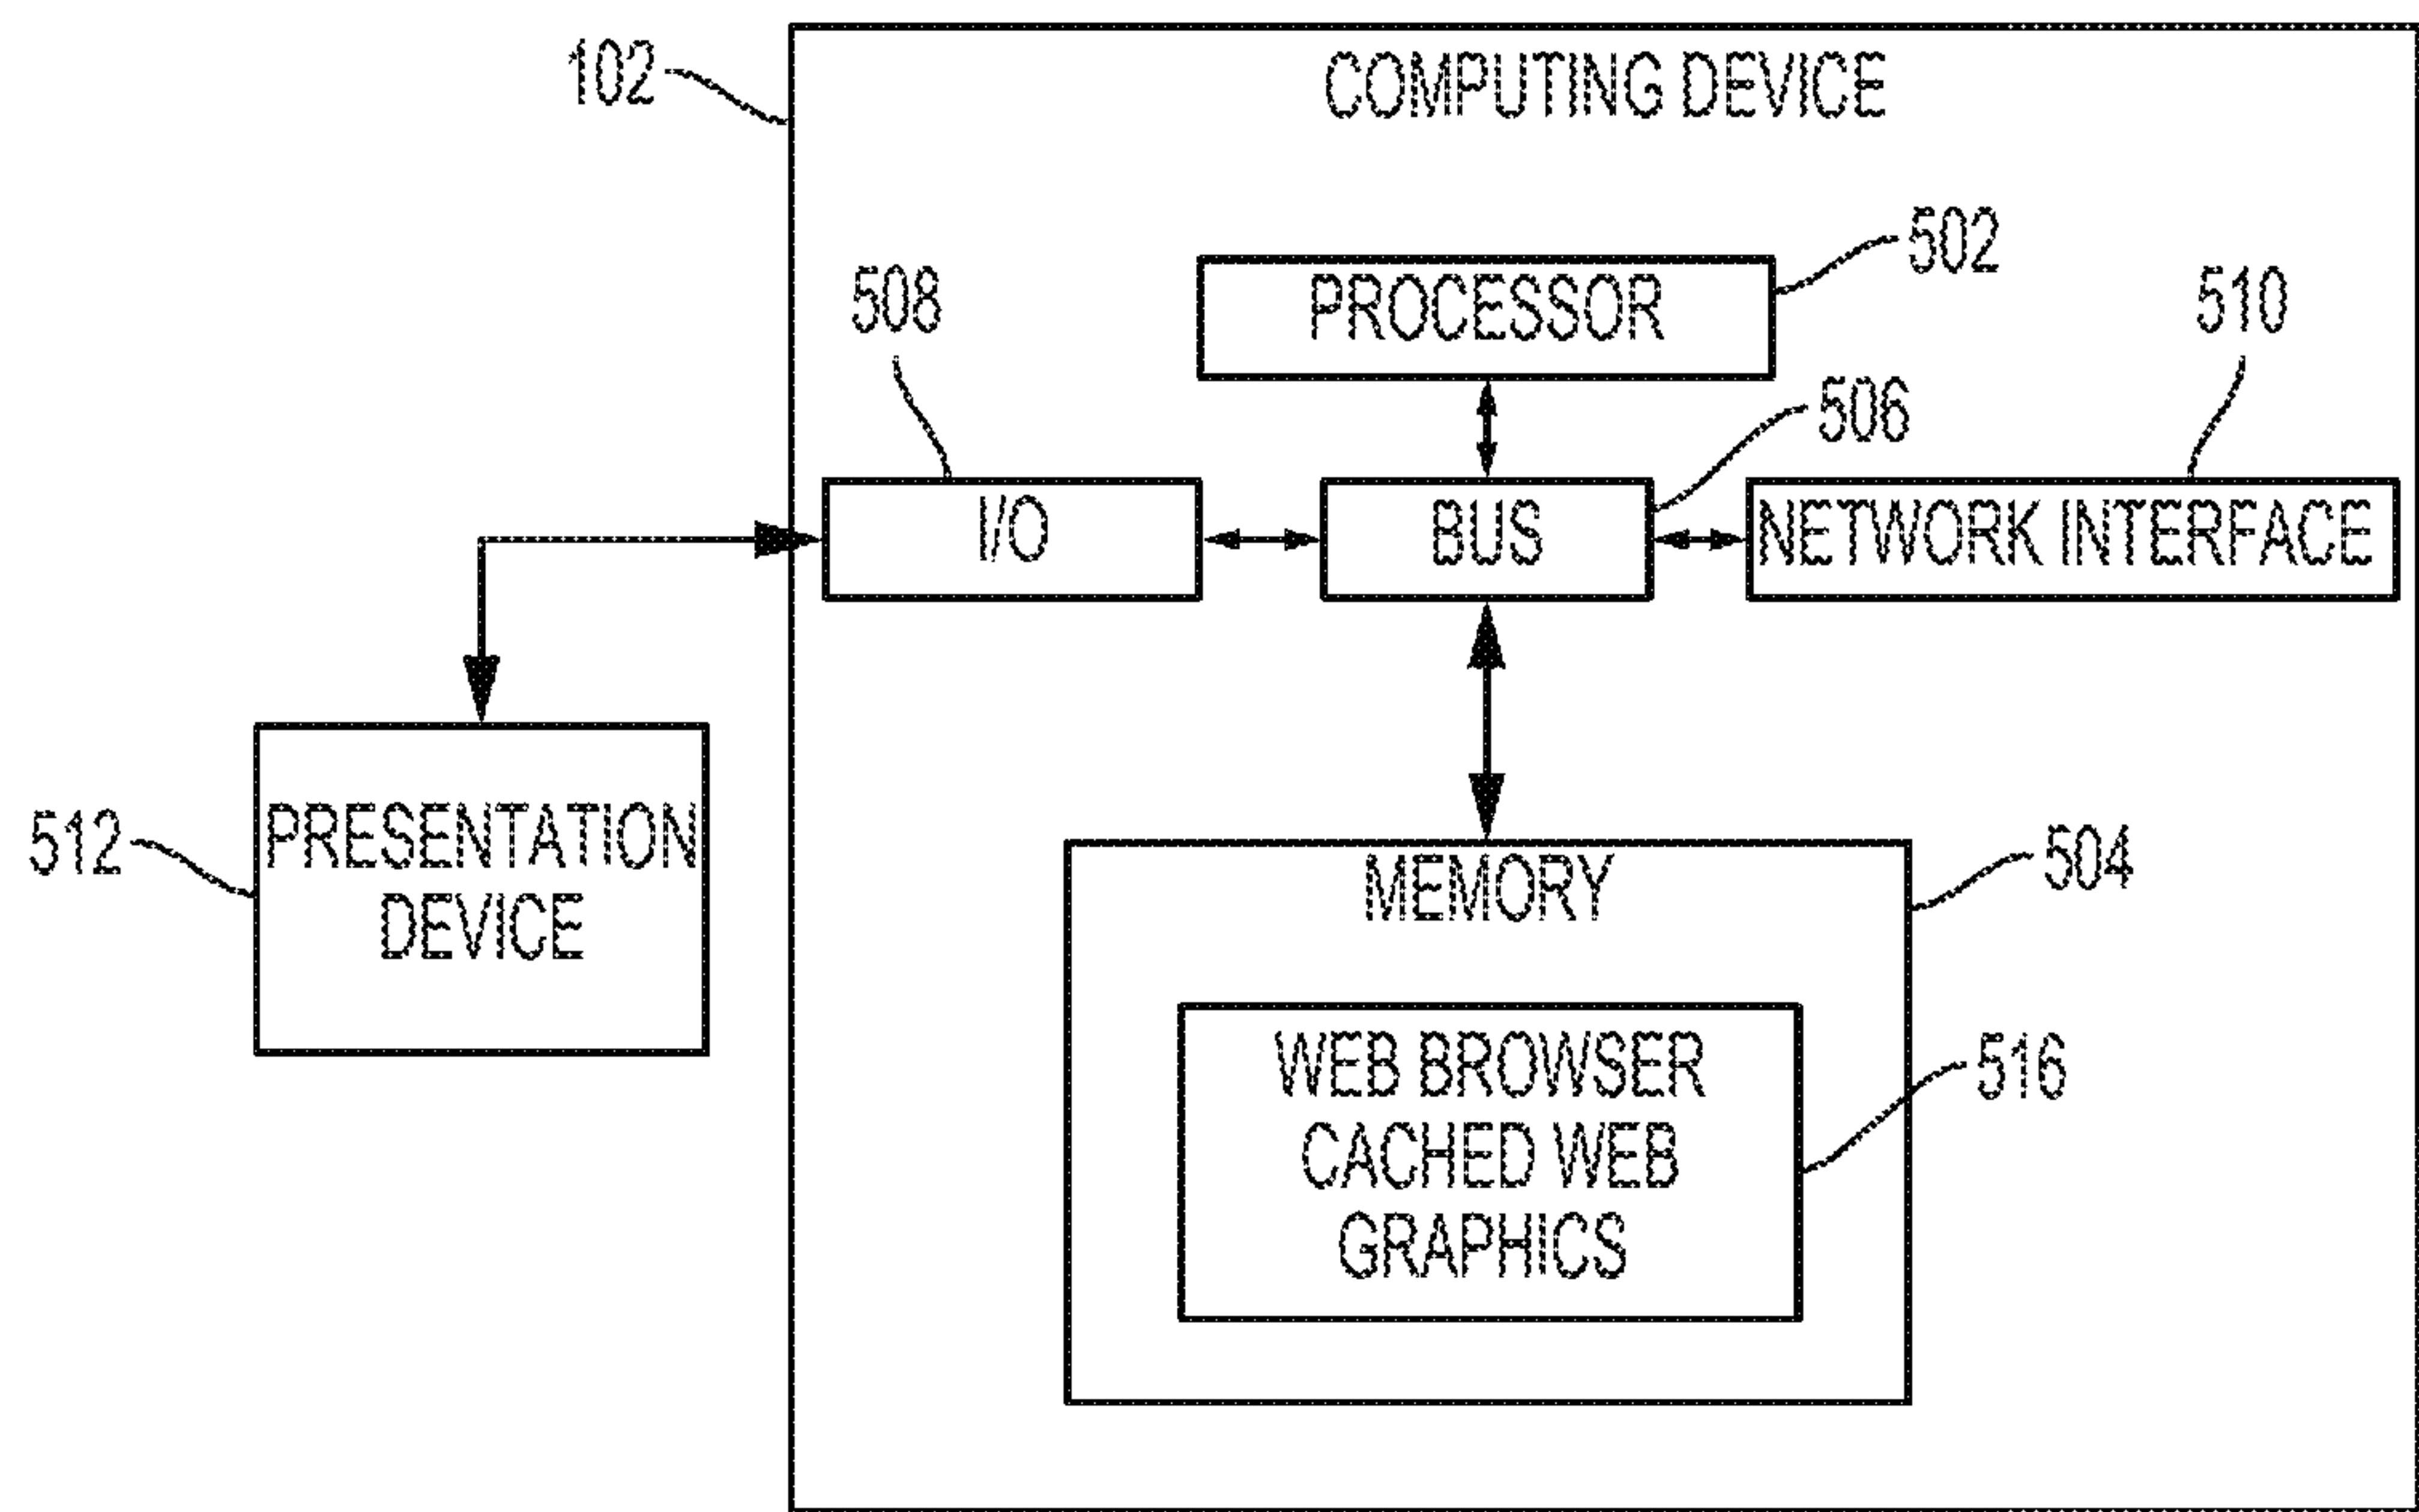 102
COMPUTING DEVICE
502
PROCESSOR
508
510
506
I/O
BUS
NETWORK INTERFACE
512
PRESENTATION
DEVICE
504
MEMORY
WEB BROWSER
CACHED WEB
GRAPHICS
516